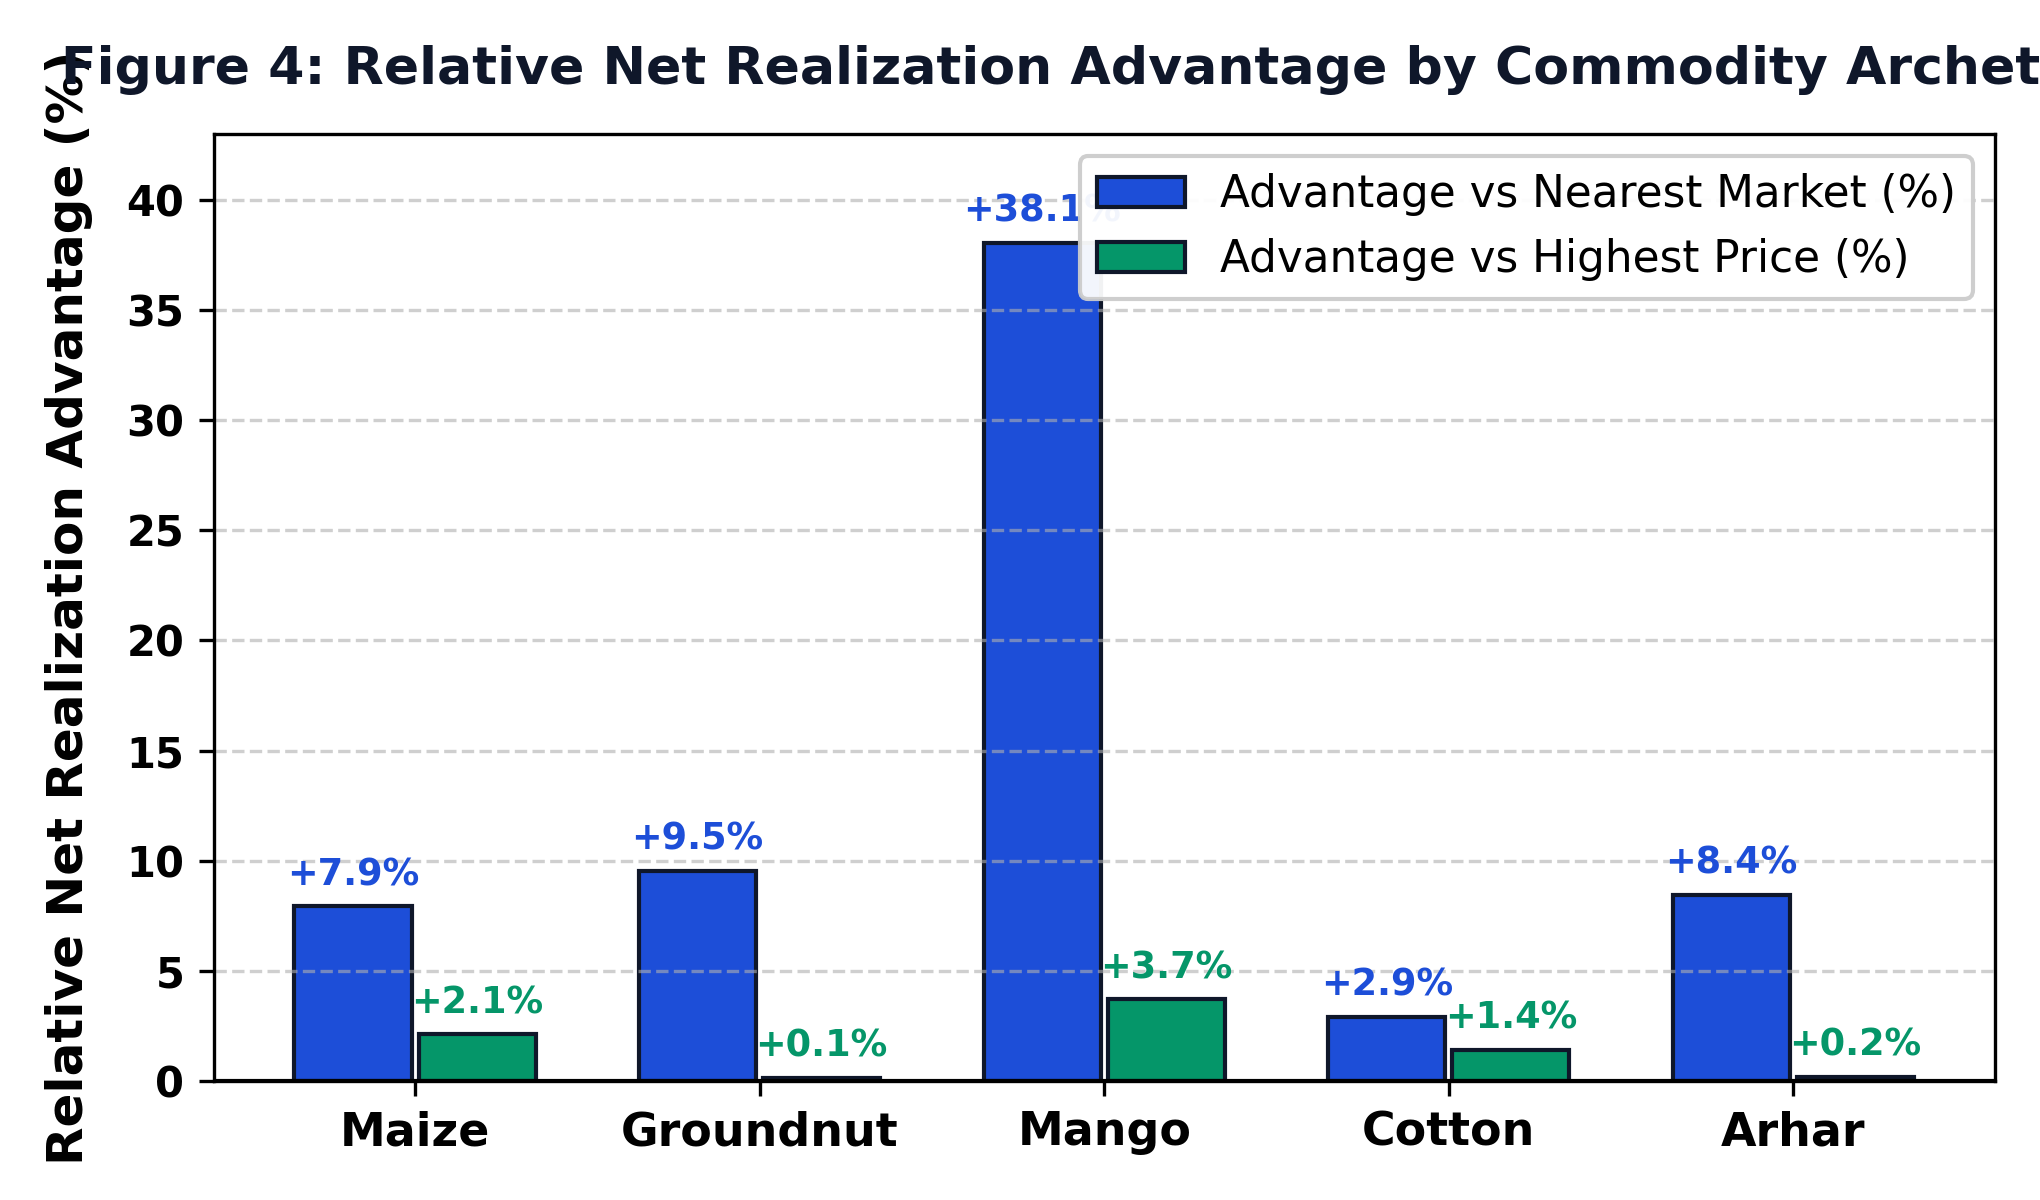 Figure 4: Relative Net Realization Advantage by Commodity Archet
Relative Net Realization Advantage (%)
Advantage vs Nearest Market (%)
Advantage vs Highest Price (%)
40
35
30
25
20
15
10
5
0
+7.9%
+2.1%
+9.5%
+0.1%
+38.1%
+3.7%
+2.9%
+1.4%
+8.4%
+0.2%
Maize
Groundnut
Mango
Cotton
Arhar